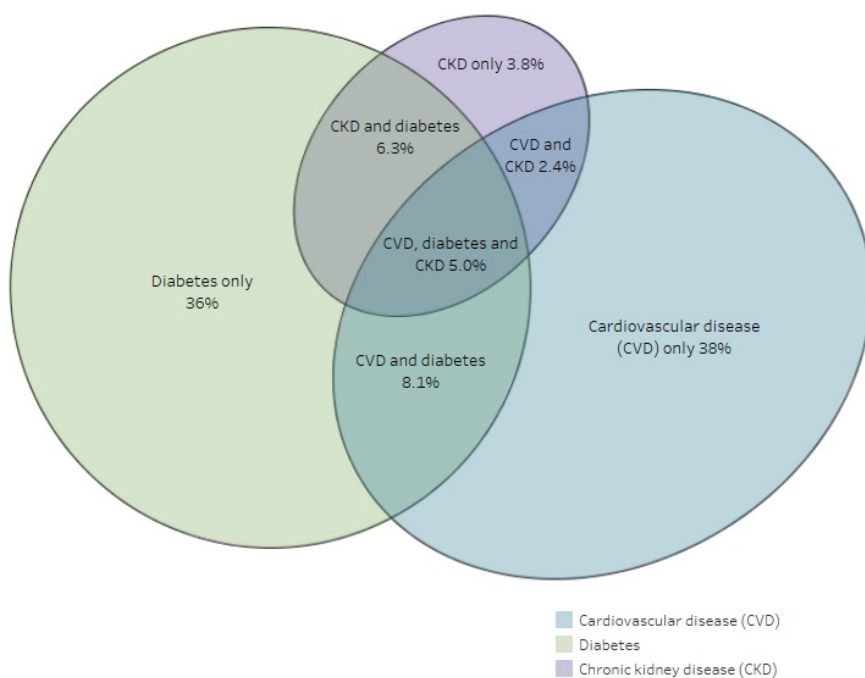 CKD only 3.8%
CKD and diabetes
6.3%
CVD and
CKD 2.4%
CVD, diabetes and
CKD 5.0%
Diabetes only
36%
Cardiovascular disease
(CVD) only 38%
CVD and diabetes
8.1%
Cardiovascular disease (CVD)
Diabetes
Chronic kidney disease (CKD)